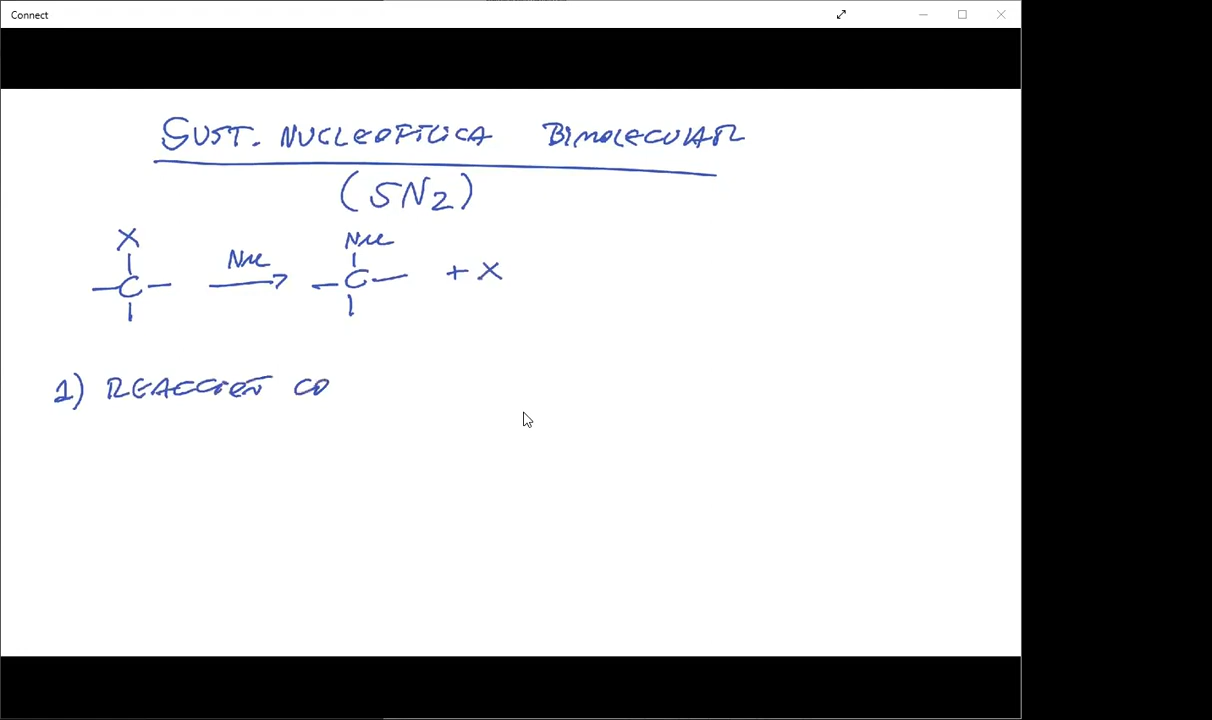 Connect
SUST. NUCLEOFILICA BIMOLECULAR
(SN2)
X Nu
Nu
C → C + X
1) REACCION CO